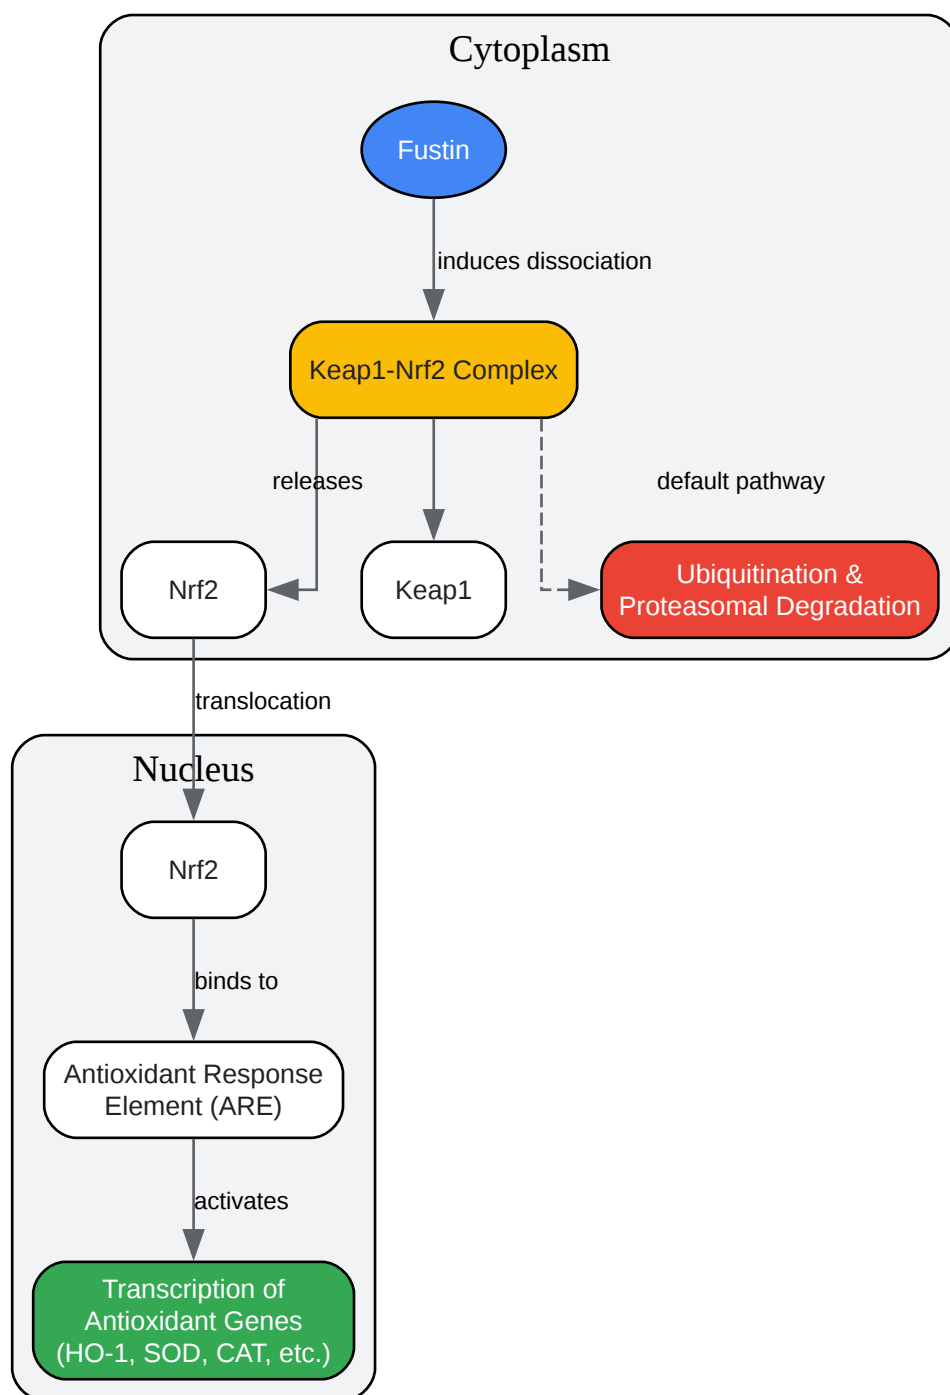 Cytoplasm
Fustin
induces dissociation
Keap1-Nrf2 Complex
releases
default pathway
Nrf2
Keap1
Ubiquitination &
Proteasomal Degradation
translocation
Nucleus
Nrf2
binds to
Antioxidant Response
Element (ARE)
activates
Transcription of
Antioxidant Genes
(HO-1, SOD, CAT, etc.)